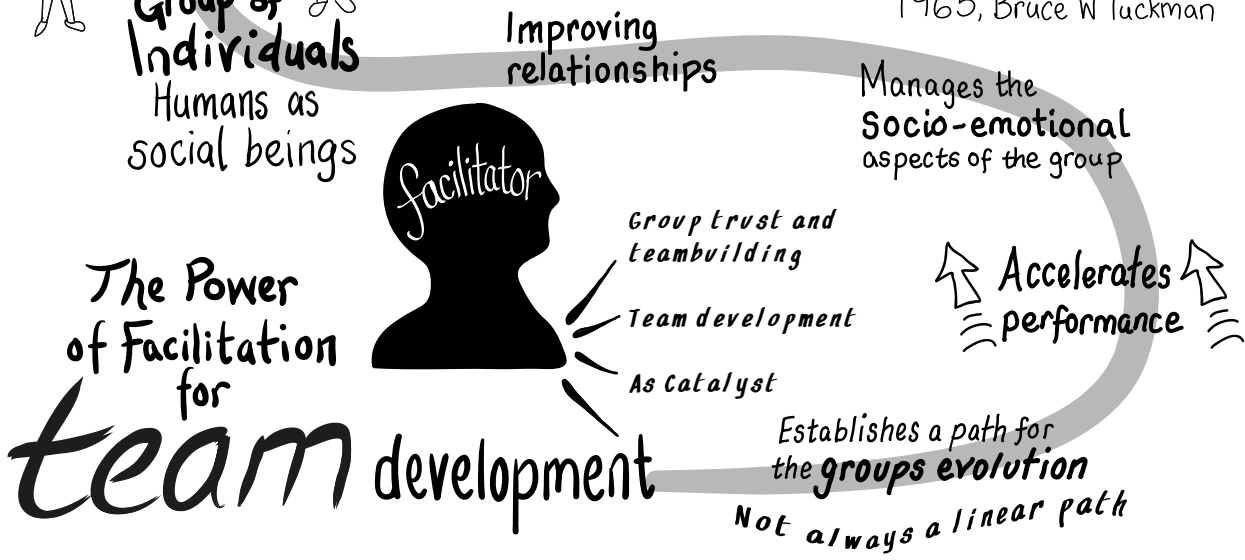 Group of
Individuals
Humans as
social beings
Improving
relationships
1965, Bruce W Tuckman
Manages the
socio-emotional
aspects of the group
facilitator
Group trust and
teambuilding
Team development
As Catalyst
Accelerates
performance
The Power
of Facilitation
for
team development
Establishes a path for
the groups evolution
Not always a linear path